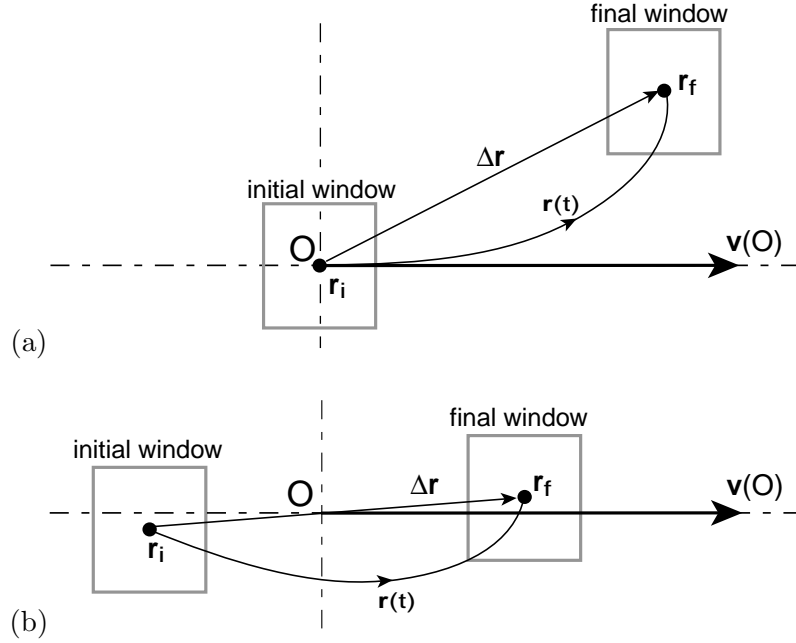 final window
r_f
Δr
initial window
r(t)
O
v(O)
r_i
(a)
final window
initial window
O
Δr
r_f
v(O)
r_i
r(t)
(b)